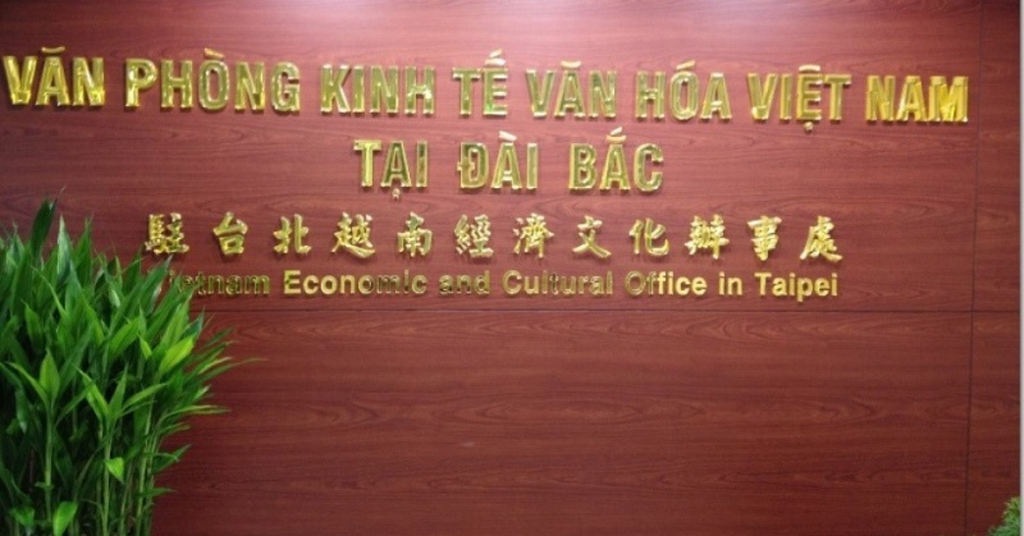 VĂN PHÒNG KINH TẾ VĂN HÓA VIỆT NAM
TẠI ĐÀI BẮC
駐台北越南經濟文化辦事處
Vietnam Economic and Cultural Office in Taipei